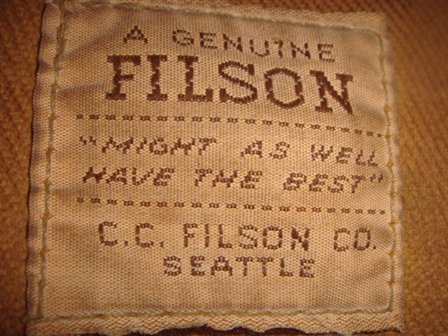 A GENUINE
FILSON
"MIGHT AS WELL
HAVE THE BEST"
C.C. FILSON CO.
SEATTLE